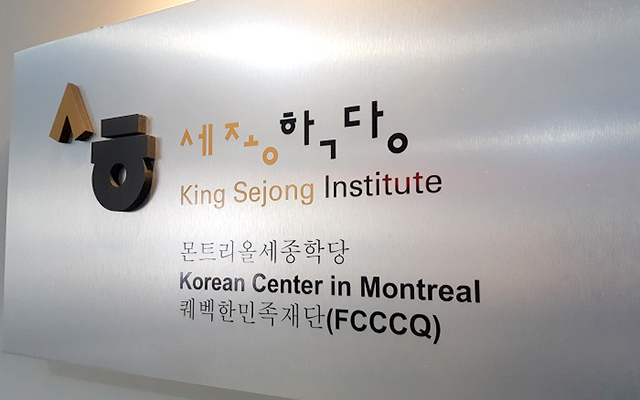 세종학당
King Sejong Institute
몬트리올세종학당
Korean Center in Montreal
퀘벡한민족재단(FCCCQ)